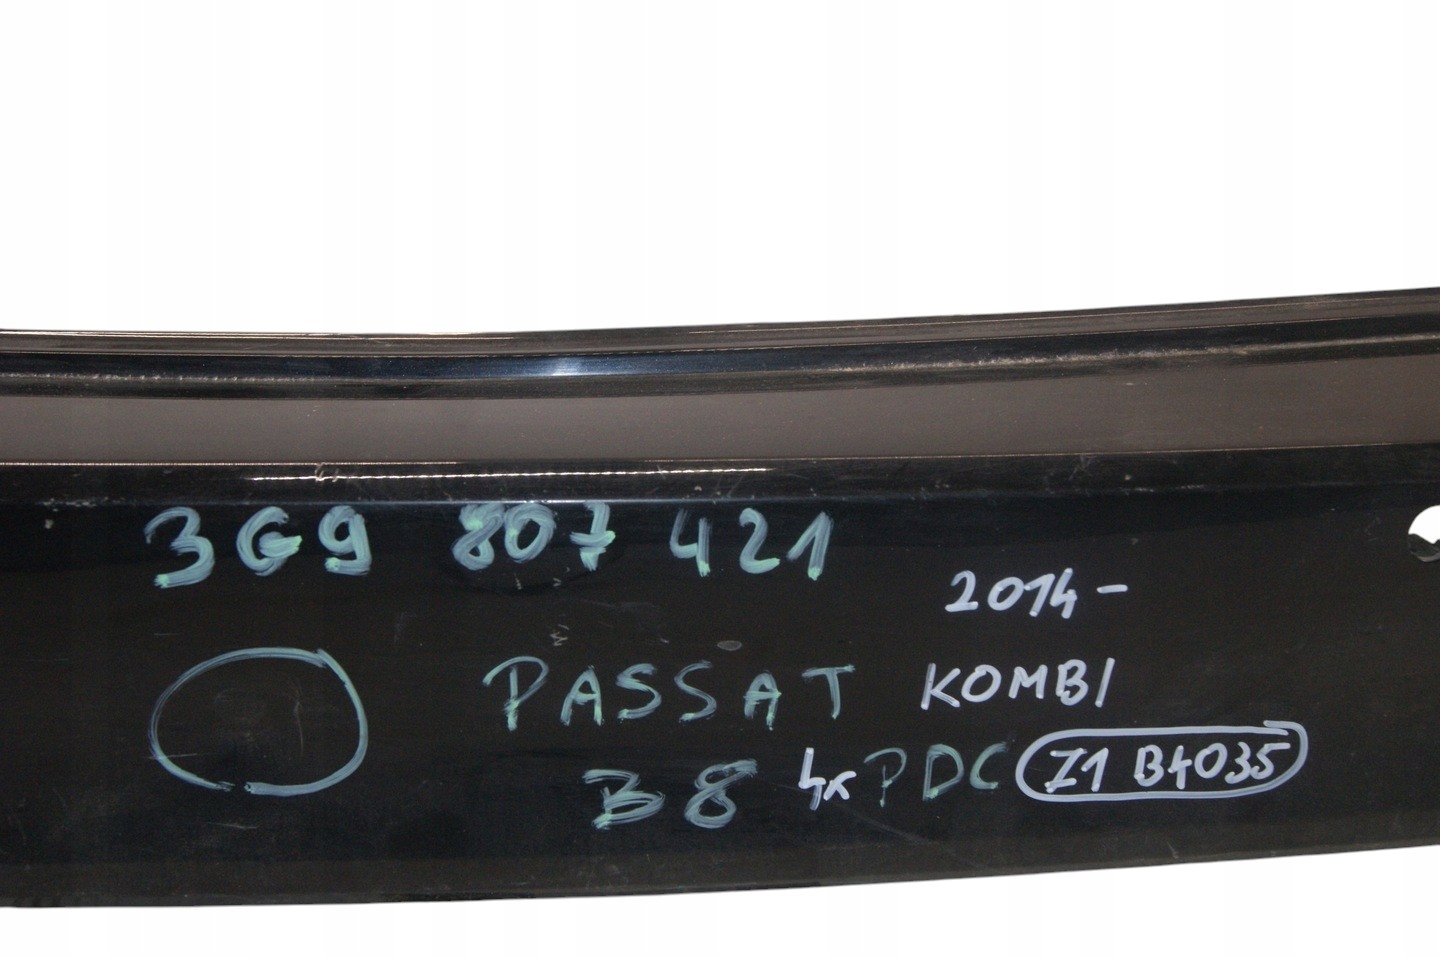 3G9 807 421
2014-
PASSAT KOMBI
B8 4x PDC Z1 B4035